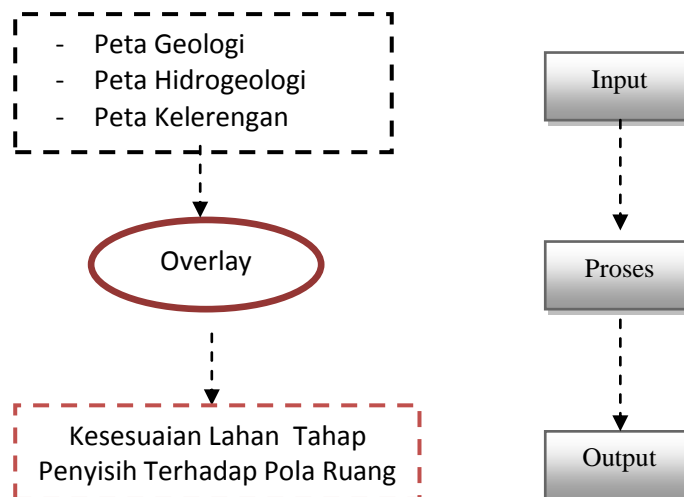 - Peta Geologi
- Peta Hidrogeologi
- Peta Kelerengan
Input
Overlay
Proses
Kesesuaian Lahan Tahap
Penyisih Terhadap Pola Ruang
Output